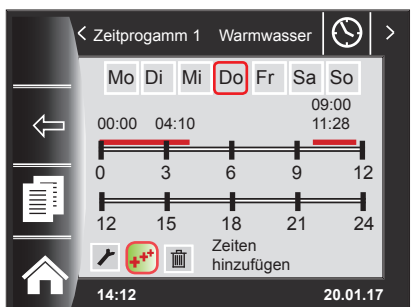 < Zeitprogamm 1 Warmwasser >
Mo Di Mi Do Fr Sa So
09:00
00:00 04:10 11:28
0 3 6 9 12
12 15 18 21 24
Zeiten
hinzufügen
14:12 20.01.17